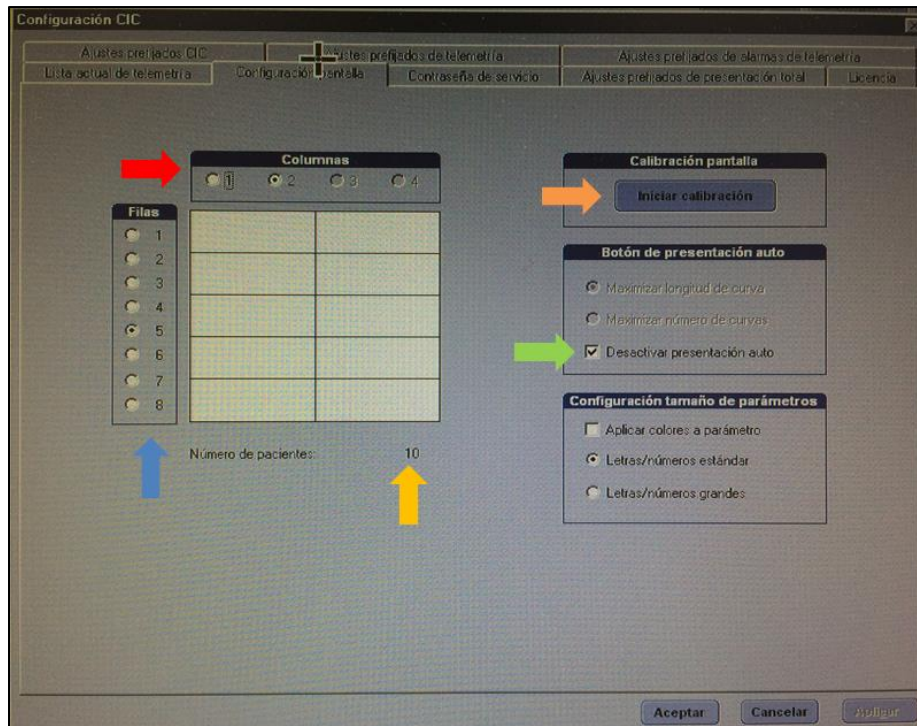 Configuración CIC
Ajustes prefijados CIC
Ajustes prefijados de telemetría
Ajustes prefijados de alarmas de telemetría
Lista actual de telemetría
Configuración pantalla
Contraseña de servicio
Ajustes prefijados de presentación total
Licencia
Columnas
1 2 3 4
Filas
1
2
3
4
5
6
7
8
Número de pacientes: 10
Calibración pantalla
Iniciar calibración
Botón de presentación auto
Maximizar longitud de curva
Maximizar número de curvas
Desactivar presentación auto
Configuración tamaño de parámetros
Aplicar colores a parámetro
Letras/números estándar
Letras/números grandes
Aceptar Cancelar Aplicar